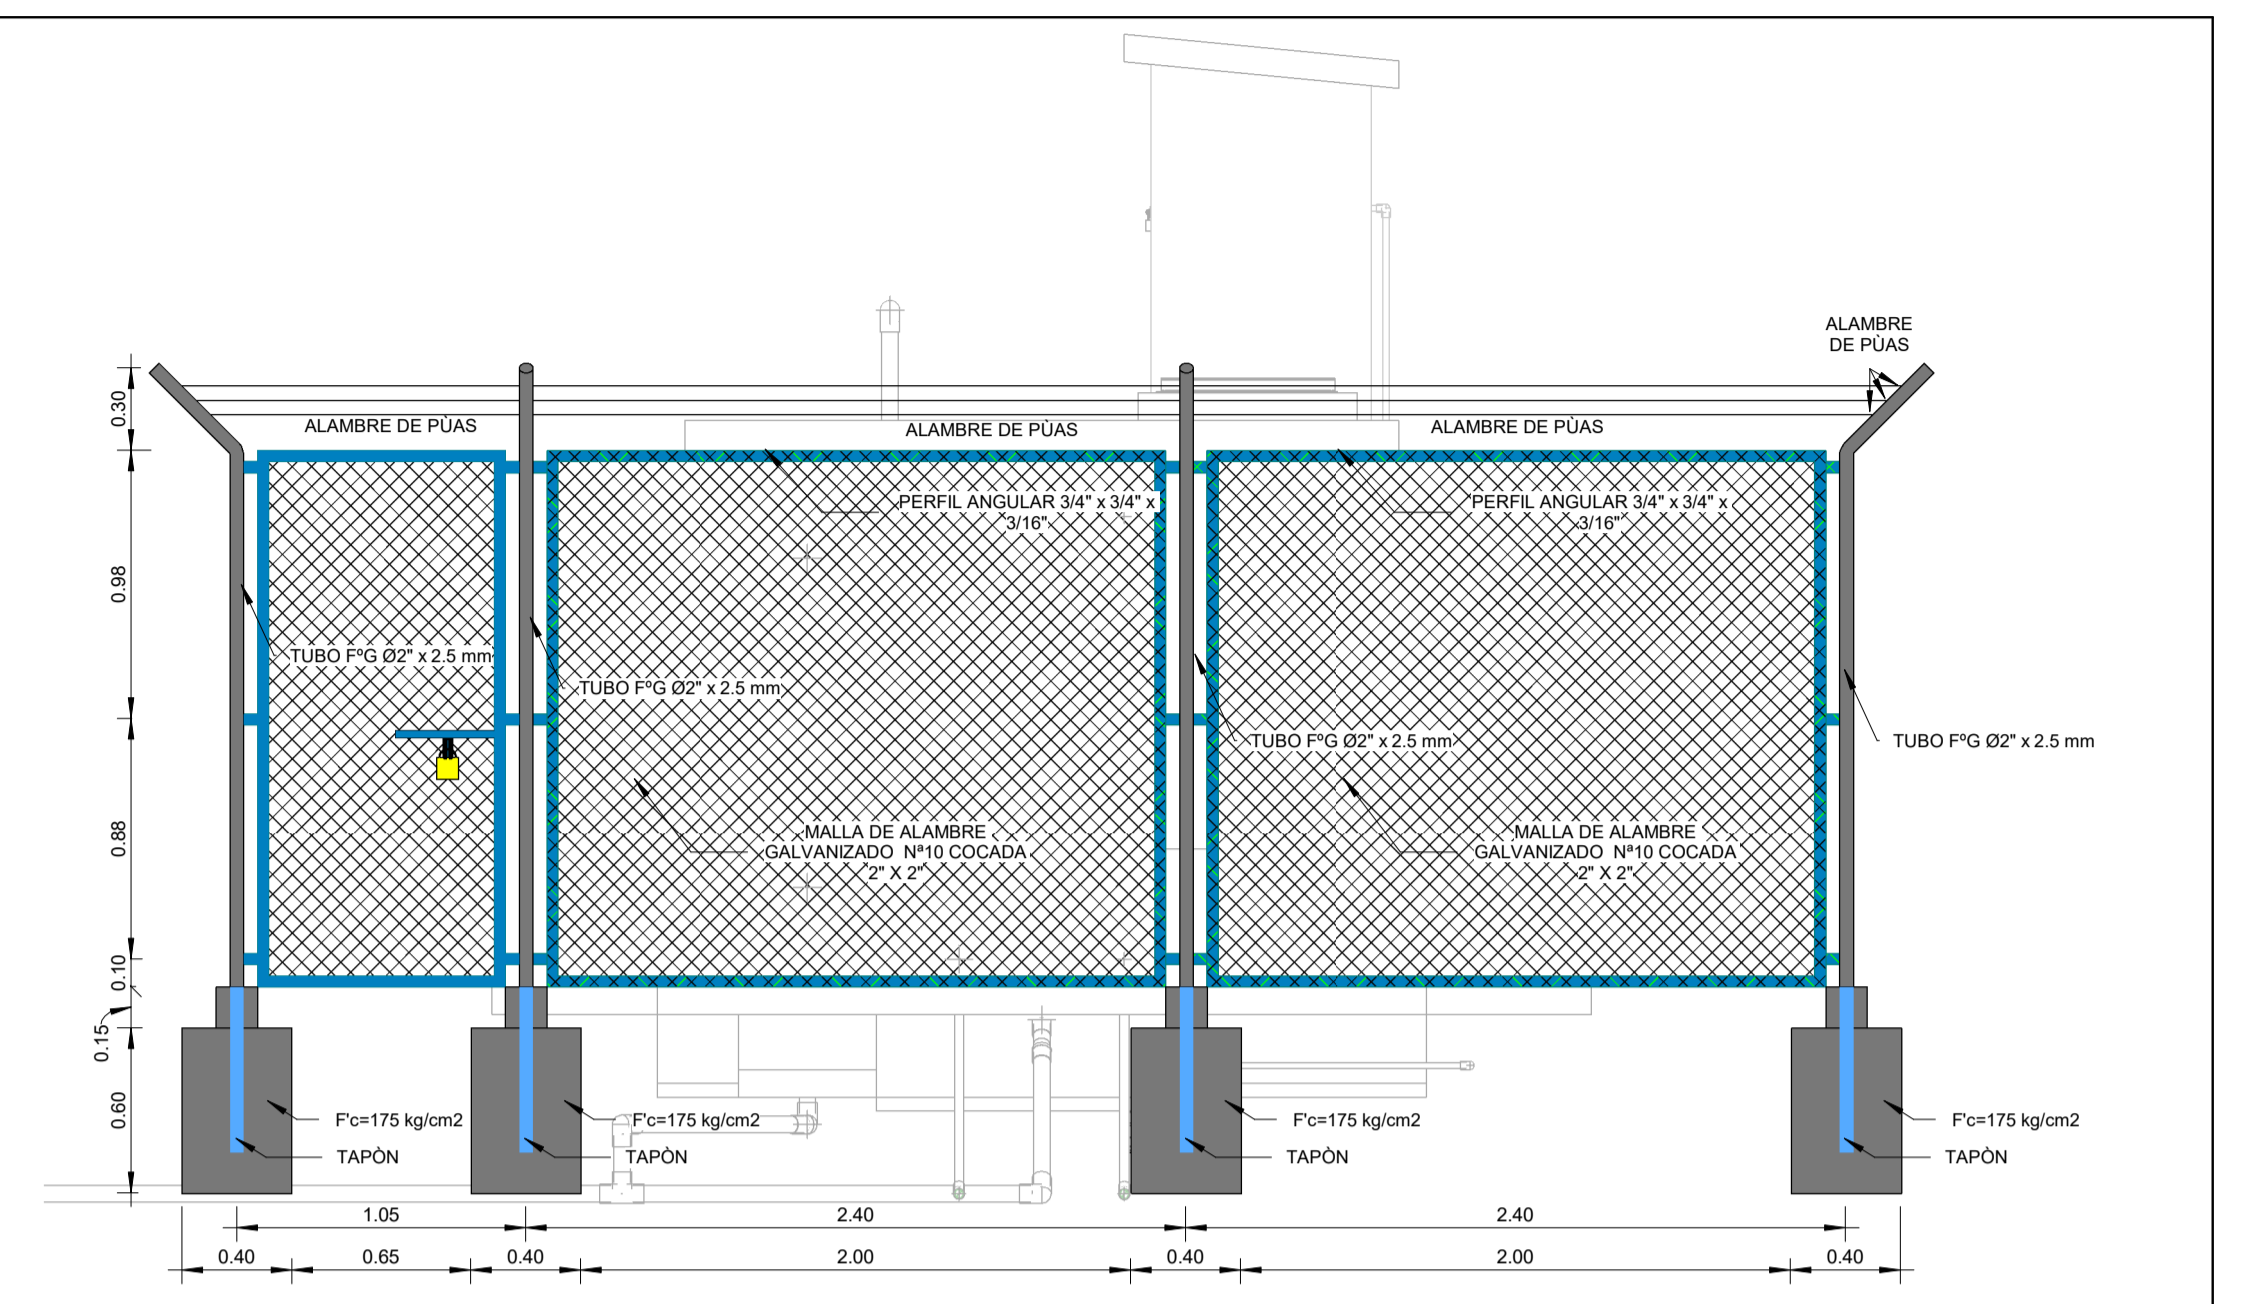 ALAMBRE
DE PÙAS
0.30
ALAMBRE DE PÙAS
ALAMBRE DE PÙAS
ALAMBRE DE PÙAS
PERFIL ANGULAR 3/4" x 3/4" x
3/16"
PERFIL ANGULAR 3/4" x 3/4" x
3/16"
0.98
TUBO FºG Ø2" x 2.5 mm
TUBO FºG Ø2" x 2.5 mm
TUBO FºG Ø2" x 2.5 mm
TUBO FºG Ø2" x 2.5 mm
0.88
MALLA DE ALAMBRE
GALVANIZADO Nª10 COCADA
2" X 2"
MALLA DE ALAMBRE
GALVANIZADO Nª10 COCADA
2" X 2"
0.10
0.15
0.60
F'c=175 kg/cm2
F'c=175 kg/cm2
F'c=175 kg/cm2
F'c=175 kg/cm2
TAPÒN
TAPÒN
TAPÒN
TAPÒN
1.05
2.40
2.40
0.40
0.65
0.40
2.00
0.40
2.00
0.40